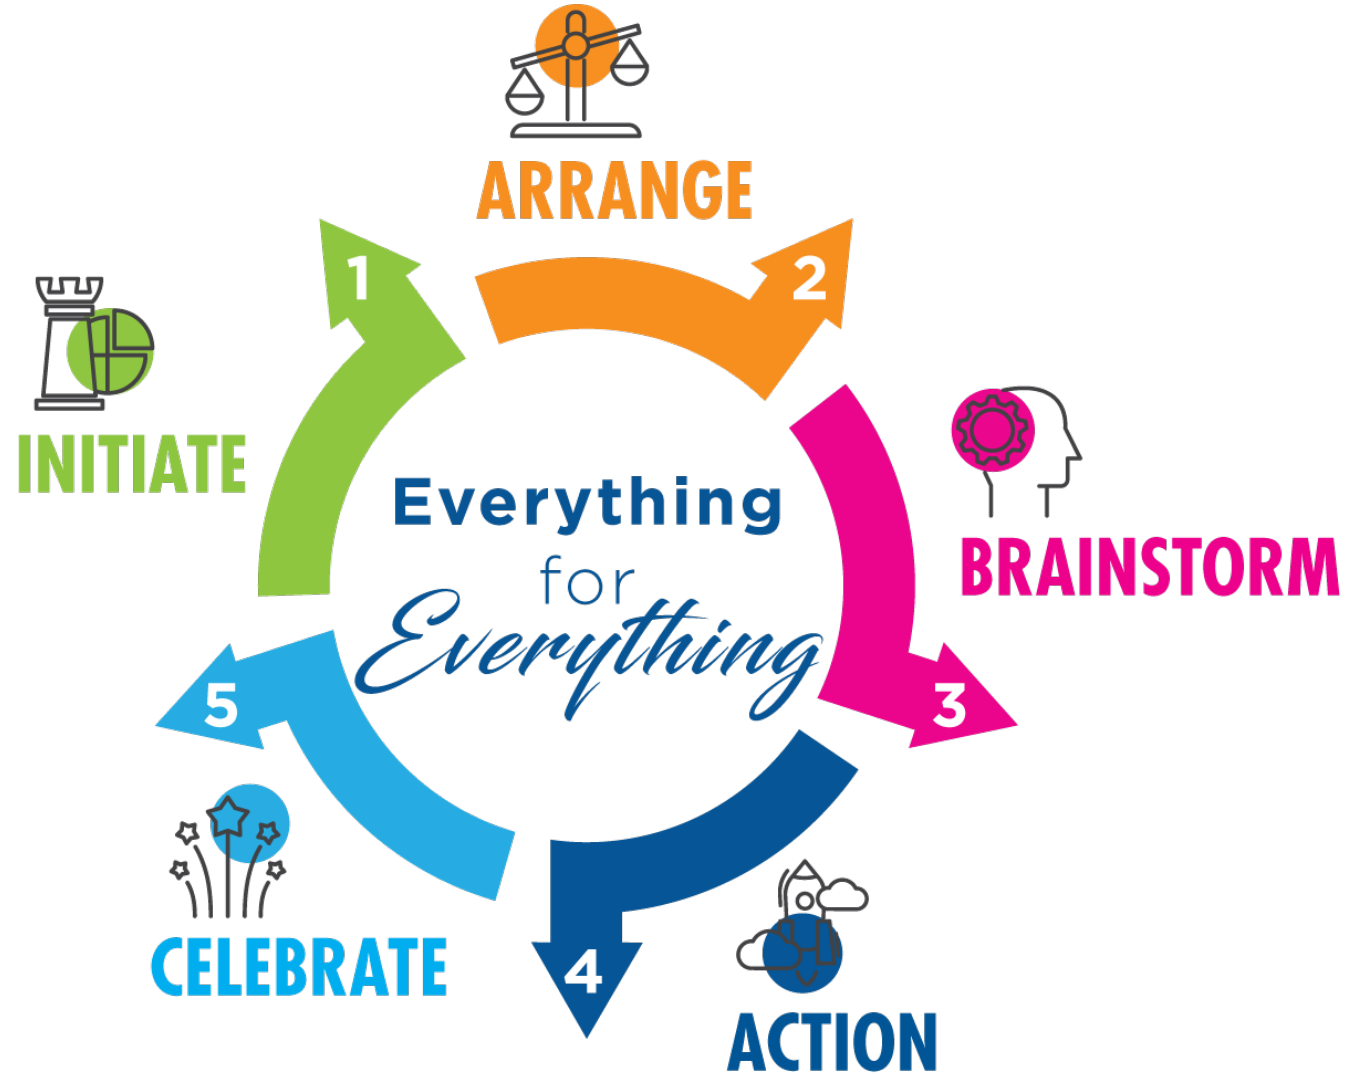 ARRANGE
1
2
INITIATE
Everything
for
Everything
BRAINSTORM
5
3
CELEBRATE
4
ACTION